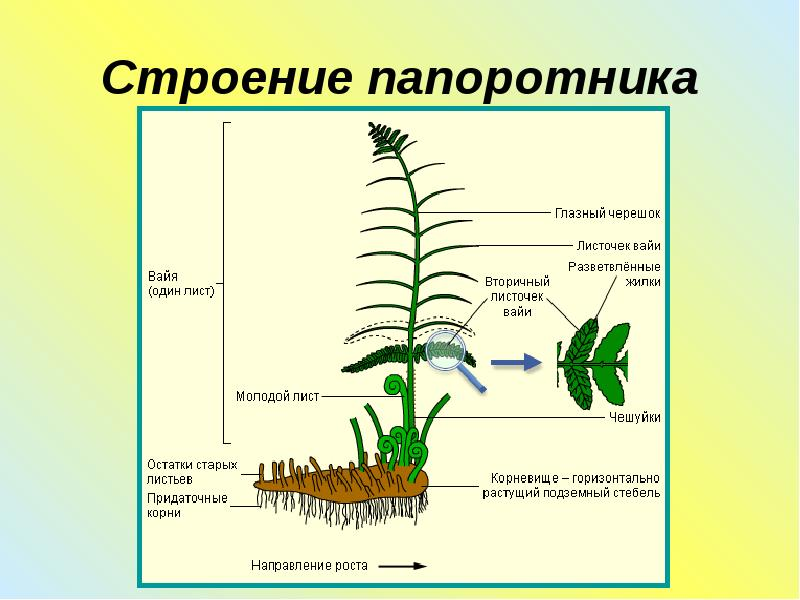 Строение папоротника
Глазный черешок
Листочек вайи
Разветвлённые
жилки
Вторичный
листочек
вайи
Вайя
(один лист)
Молодой лист
Чешуйки
Остатки старых
листьев
Придаточные
корни
Корневище – горизонтально
растущий подземный стебель
Направление роста